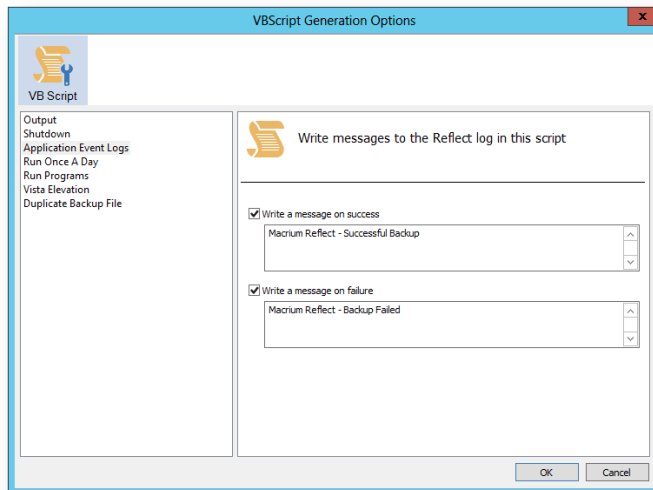 VBScript Generation Options
x
VB Script
Output
Shutdown
Application Event Logs
Run Once A Day
Run Programs
Vista Elevation
Duplicate Backup File
Write messages to the Reflect log in this script
Write a message on success
Macrium Reflect - Successful Backup
Write a message on failure
Macrium Reflect - Backup Failed
OK
Cancel